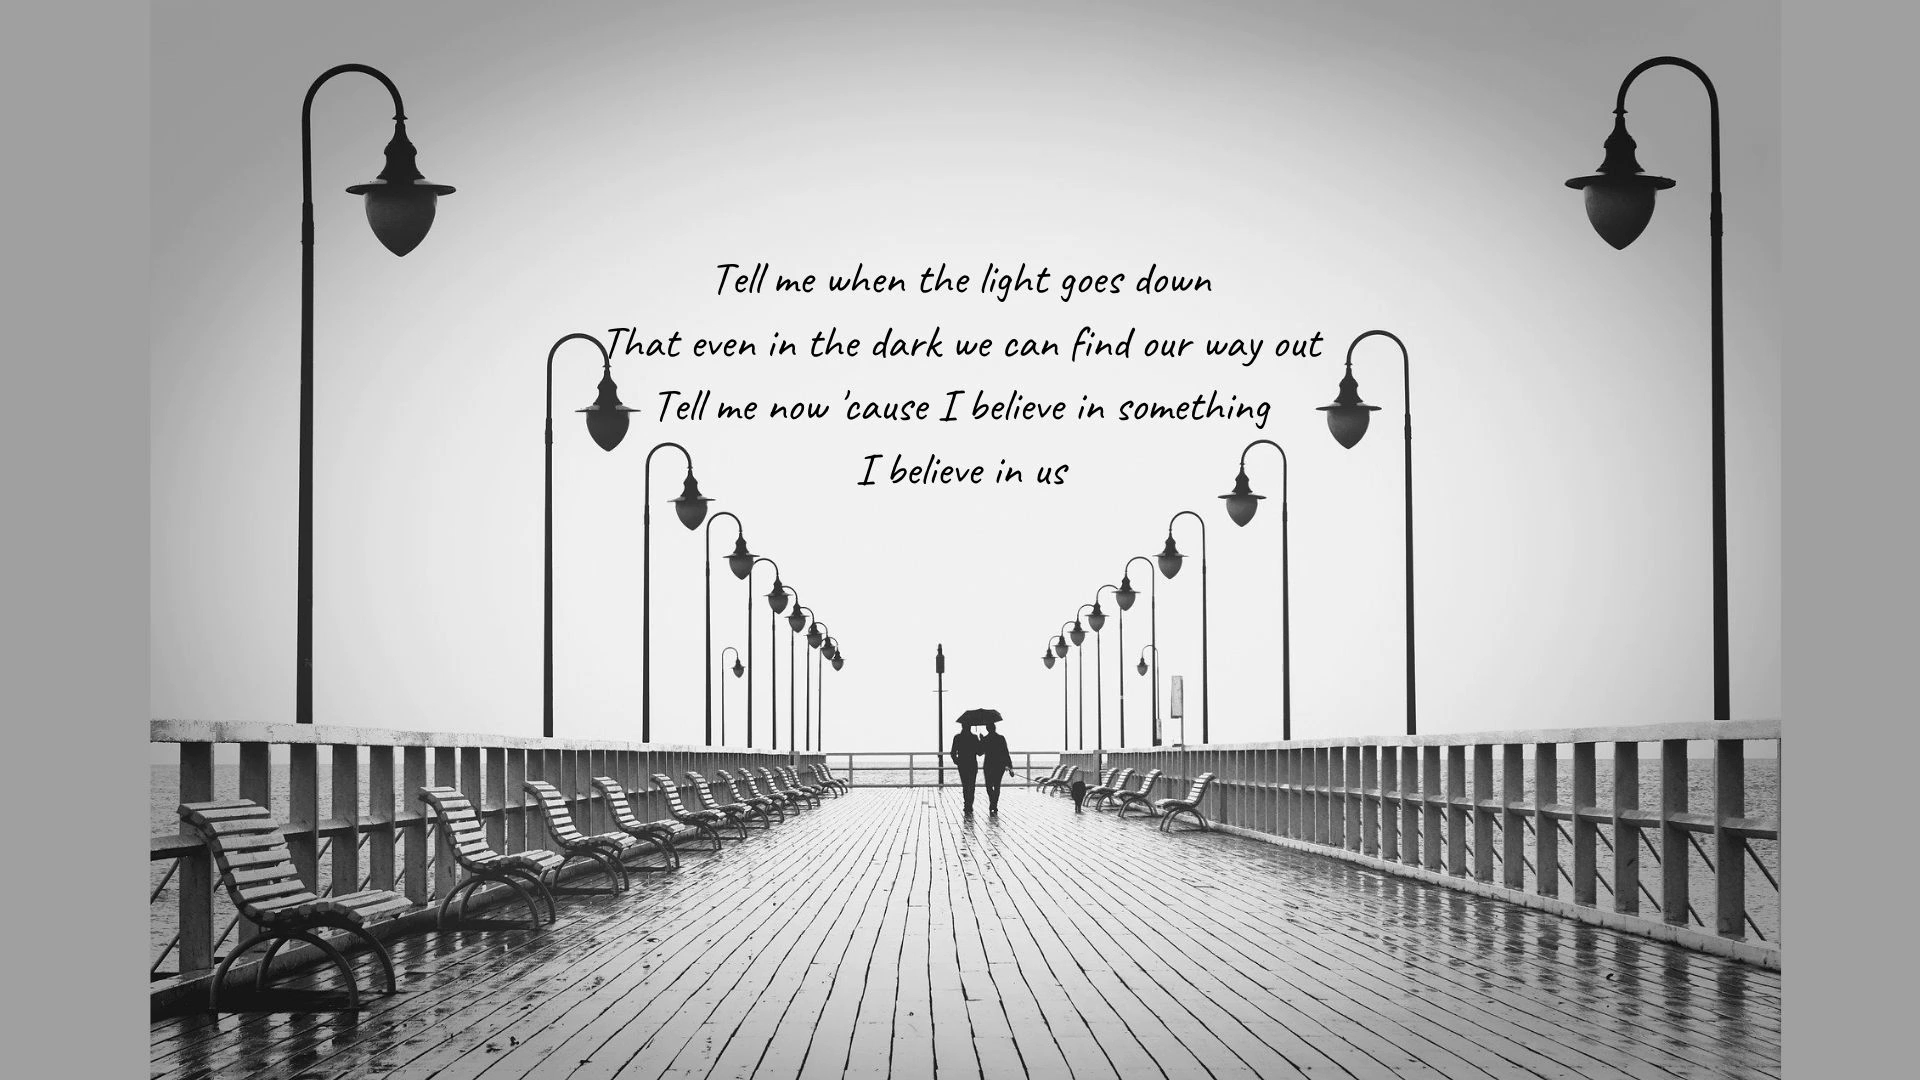 Tell me when the light goes down
That even in the dark we can find our way out
Tell me now 'cause I believe in something
I believe in us